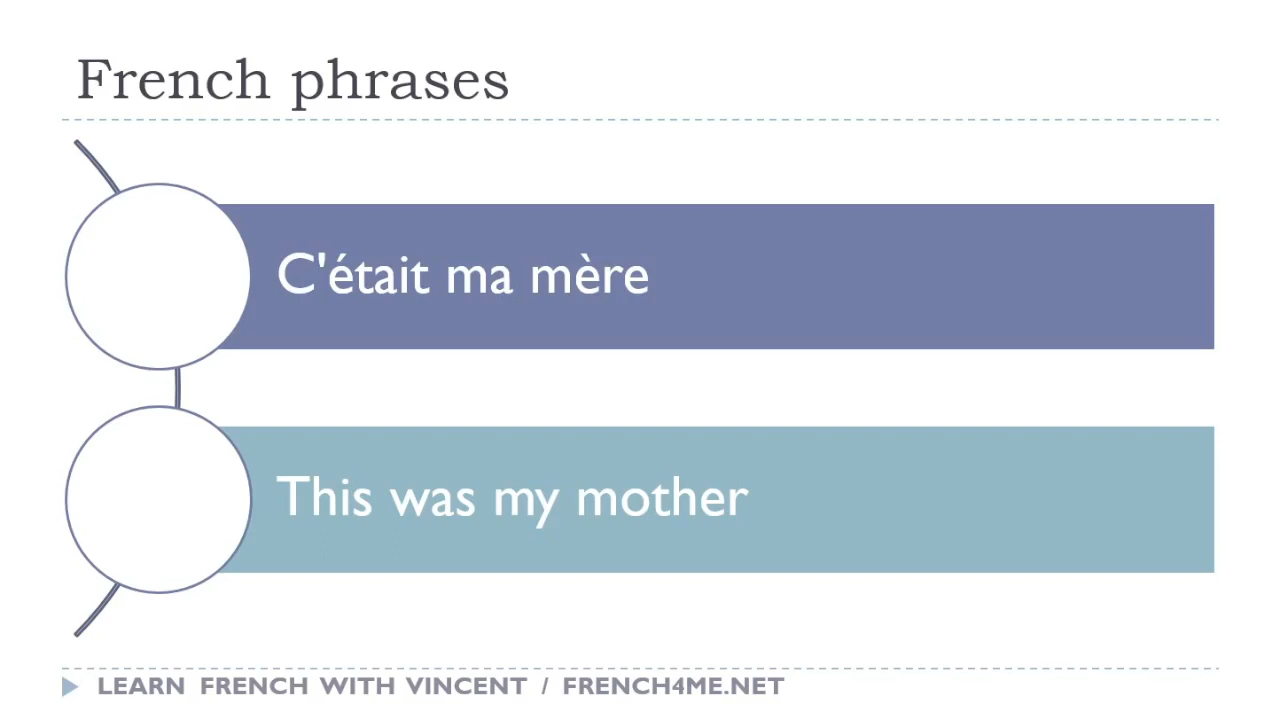 French phrases
C'était ma mère
This was my mother
LEARN FRENCH WITH VINCENT / FRENCH4ME.NET